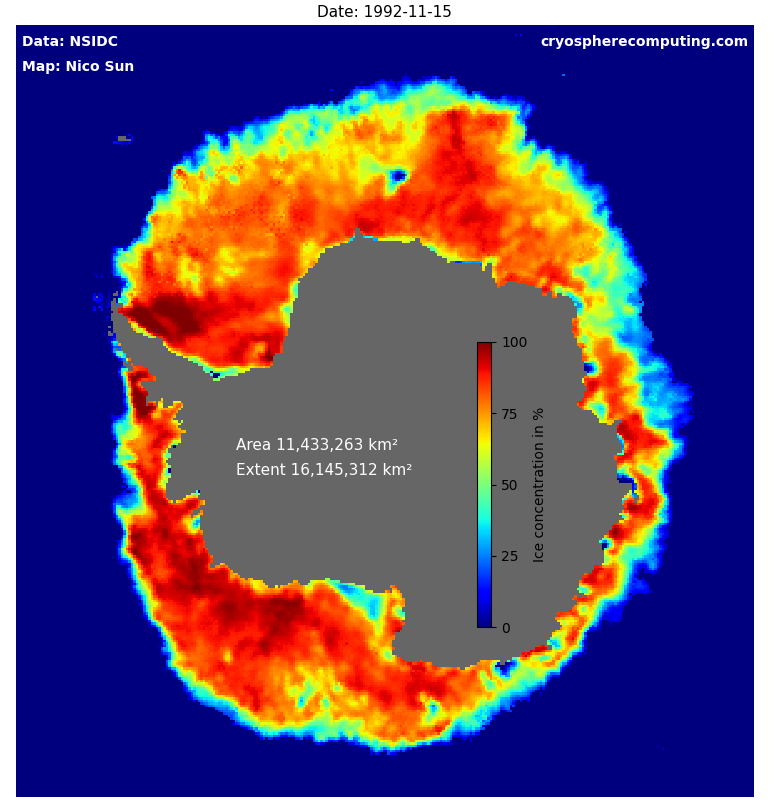 Date: 1992-11-15
Data: NSIDC
cryospherecomputing.com
Map: Nico Sun
100
75
50
25
0
Ice concentration in %
Area 11,433,263 km²
Extent 16,145,312 km²